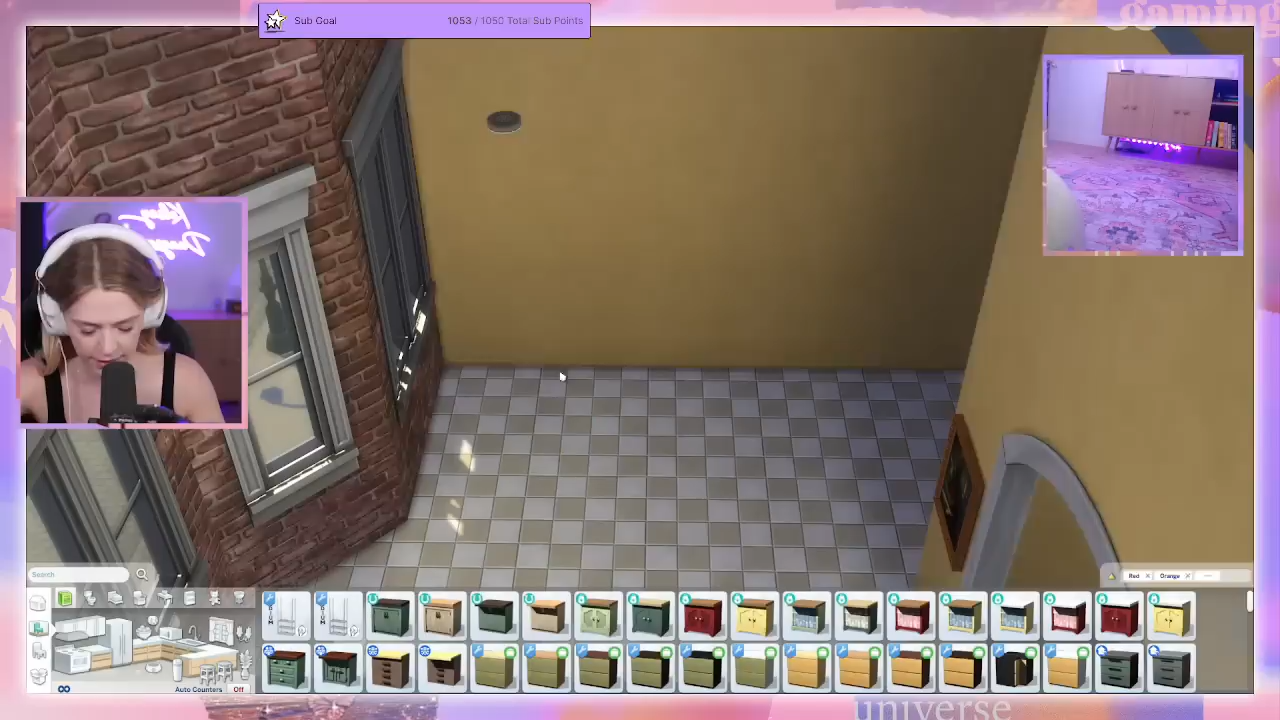 gaming
Sub Goal
1053 / 1050 Total Sub Points
Search
Red
Orange
Auto Counters
Off
universe